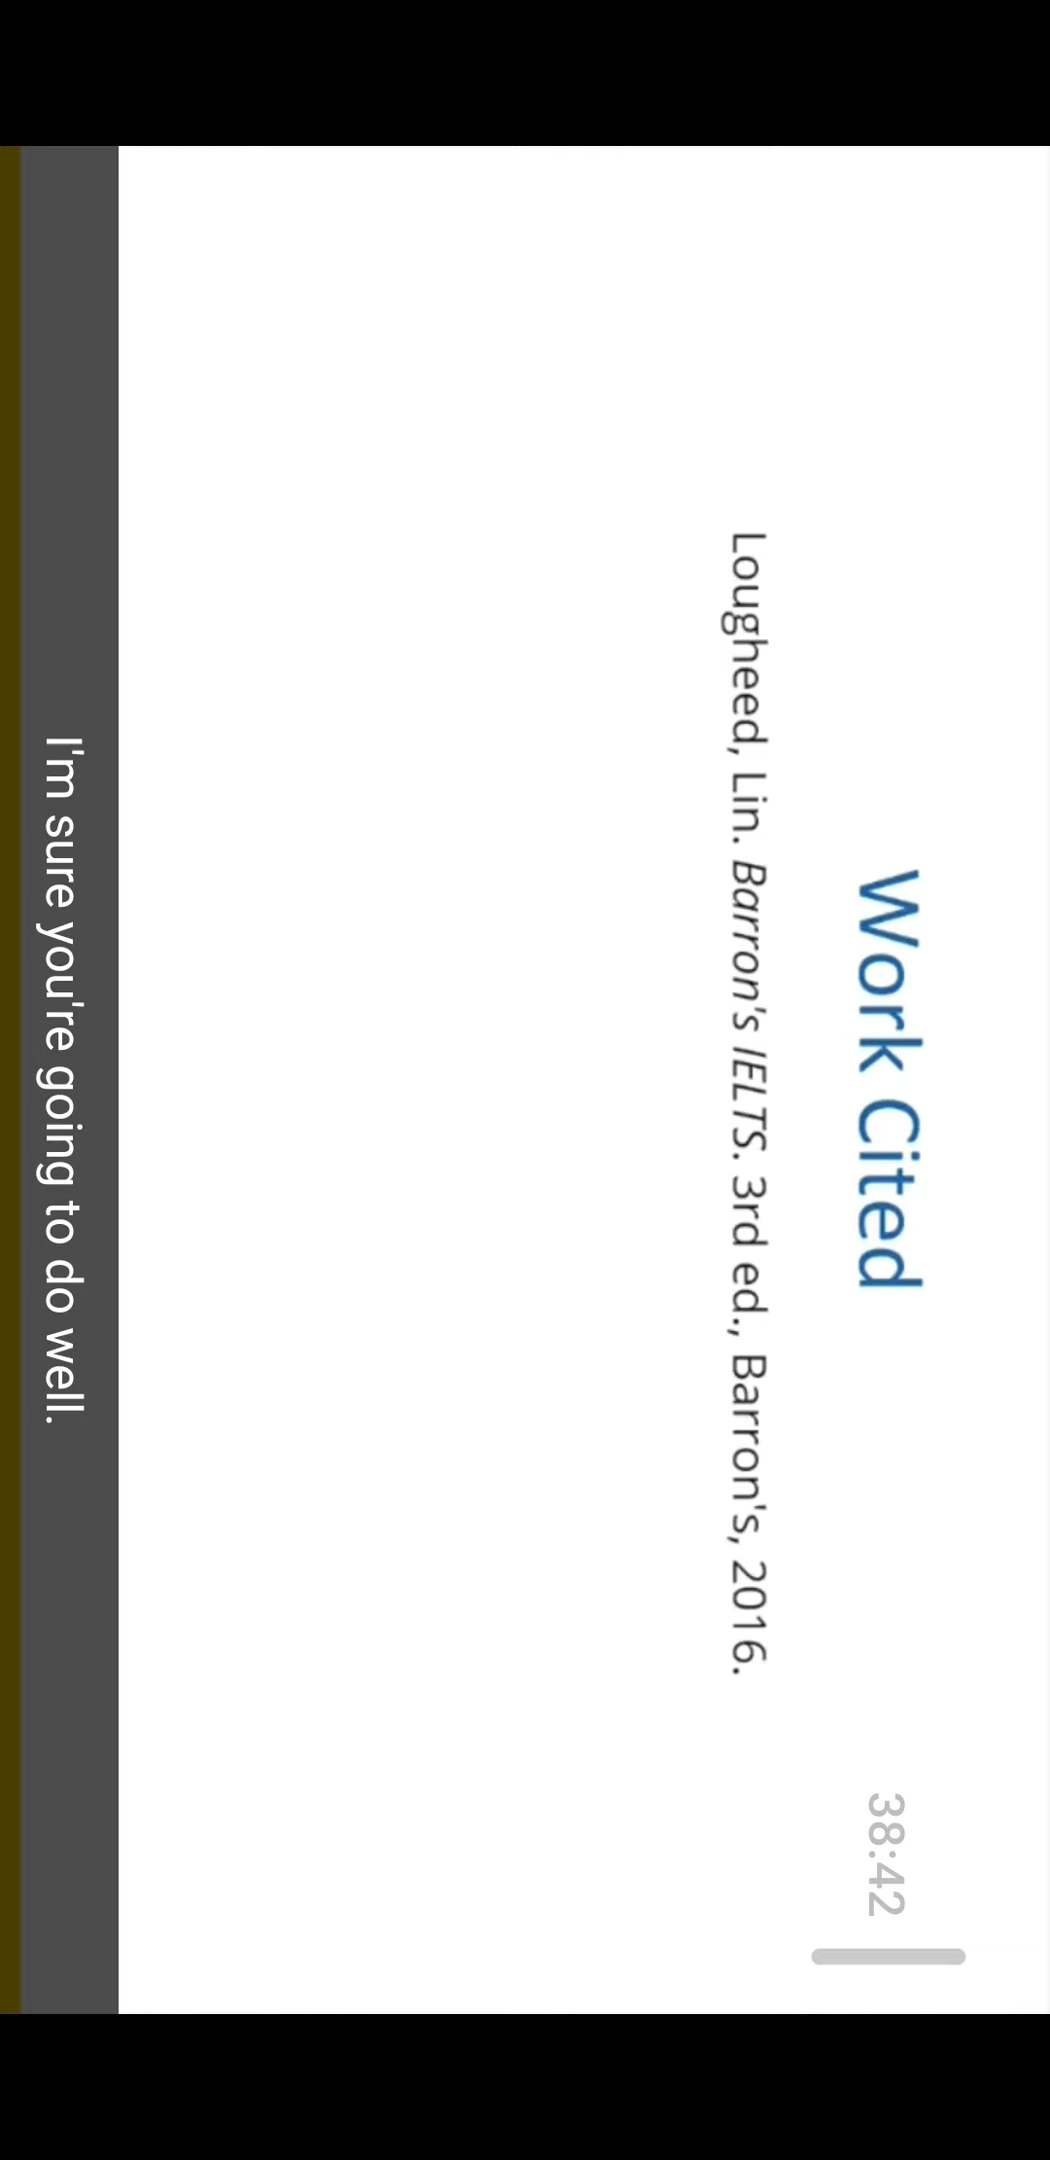 Work Cited
38:42
Lougheed, Lin. Barron's IELTS. 3rd ed., Barron's, 2016.
I'm sure you're going to do well.